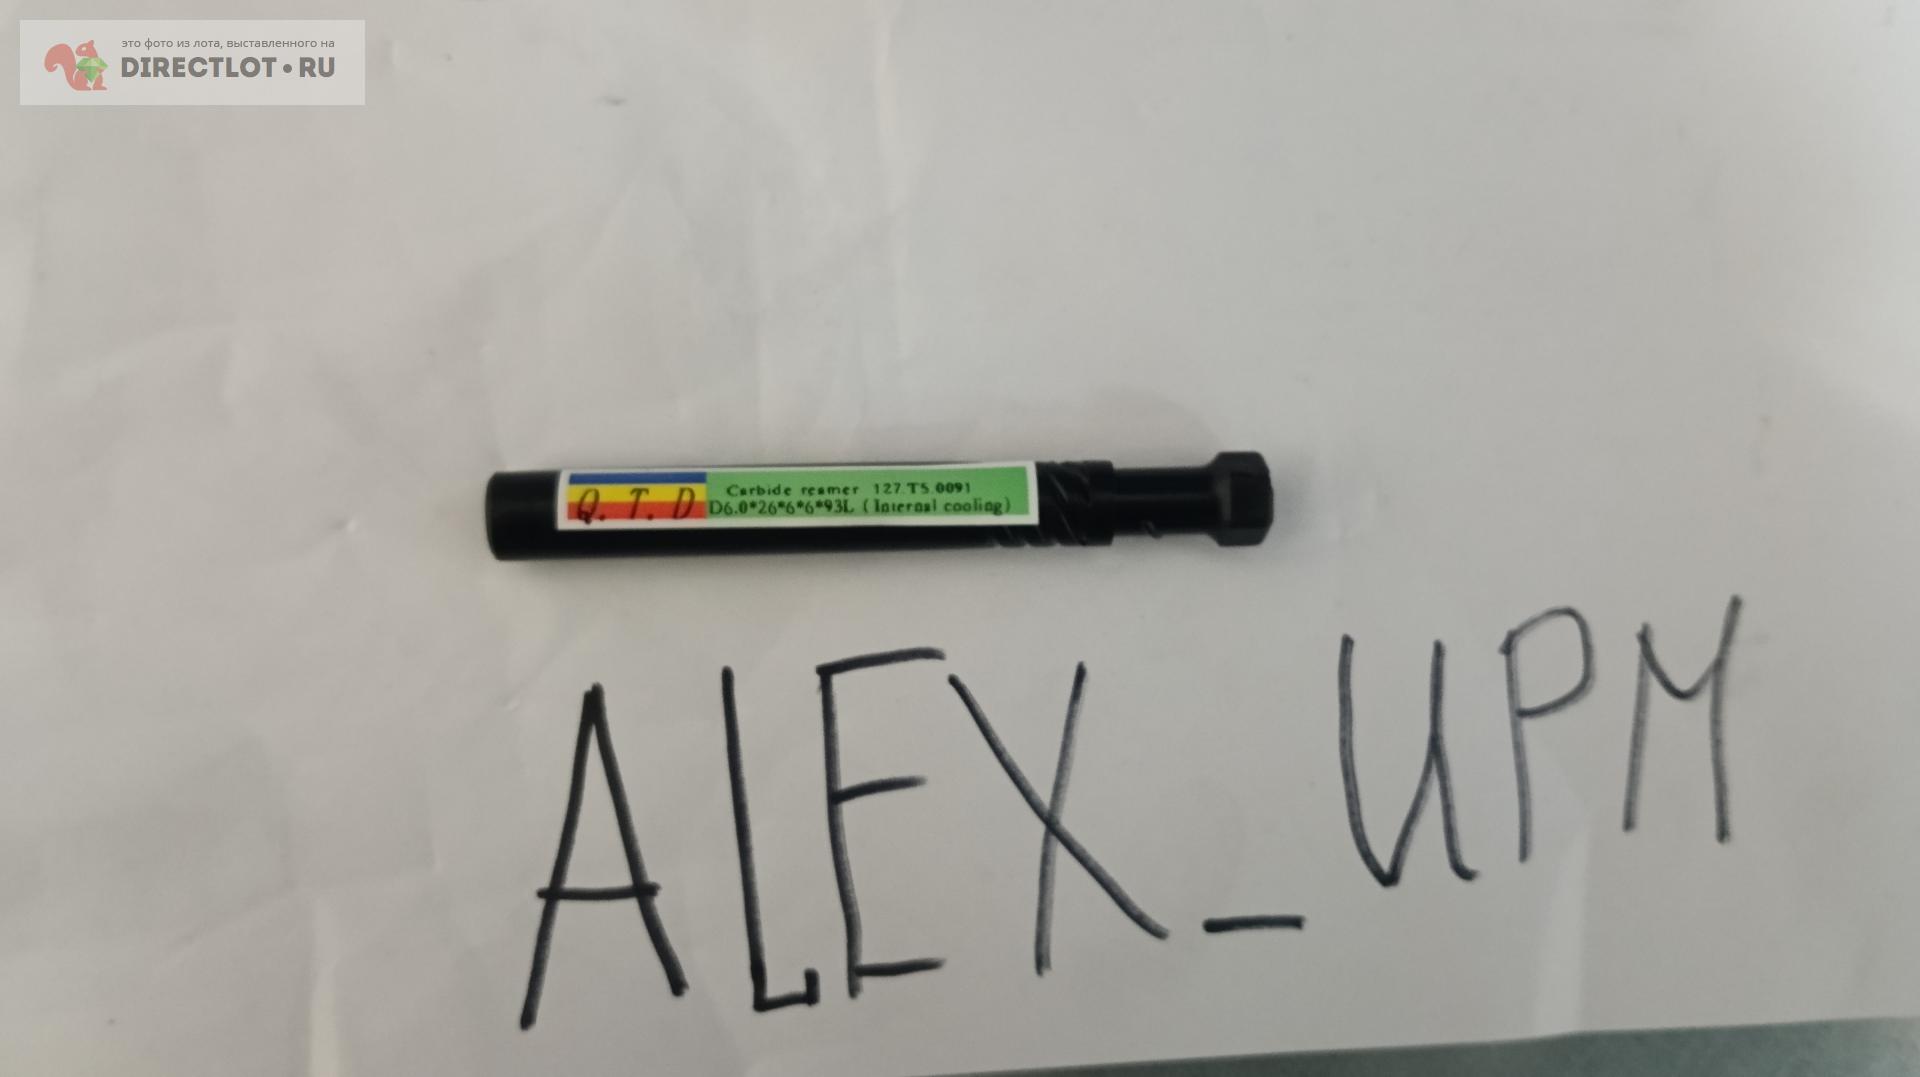 это фото из лота, выставленного на
DIRECTLOT•RU
Q. T. D
Carbide reamer 127.T5.0091
D6.0*26*6*6*93L (Internal cooling)
ALEX_UPM